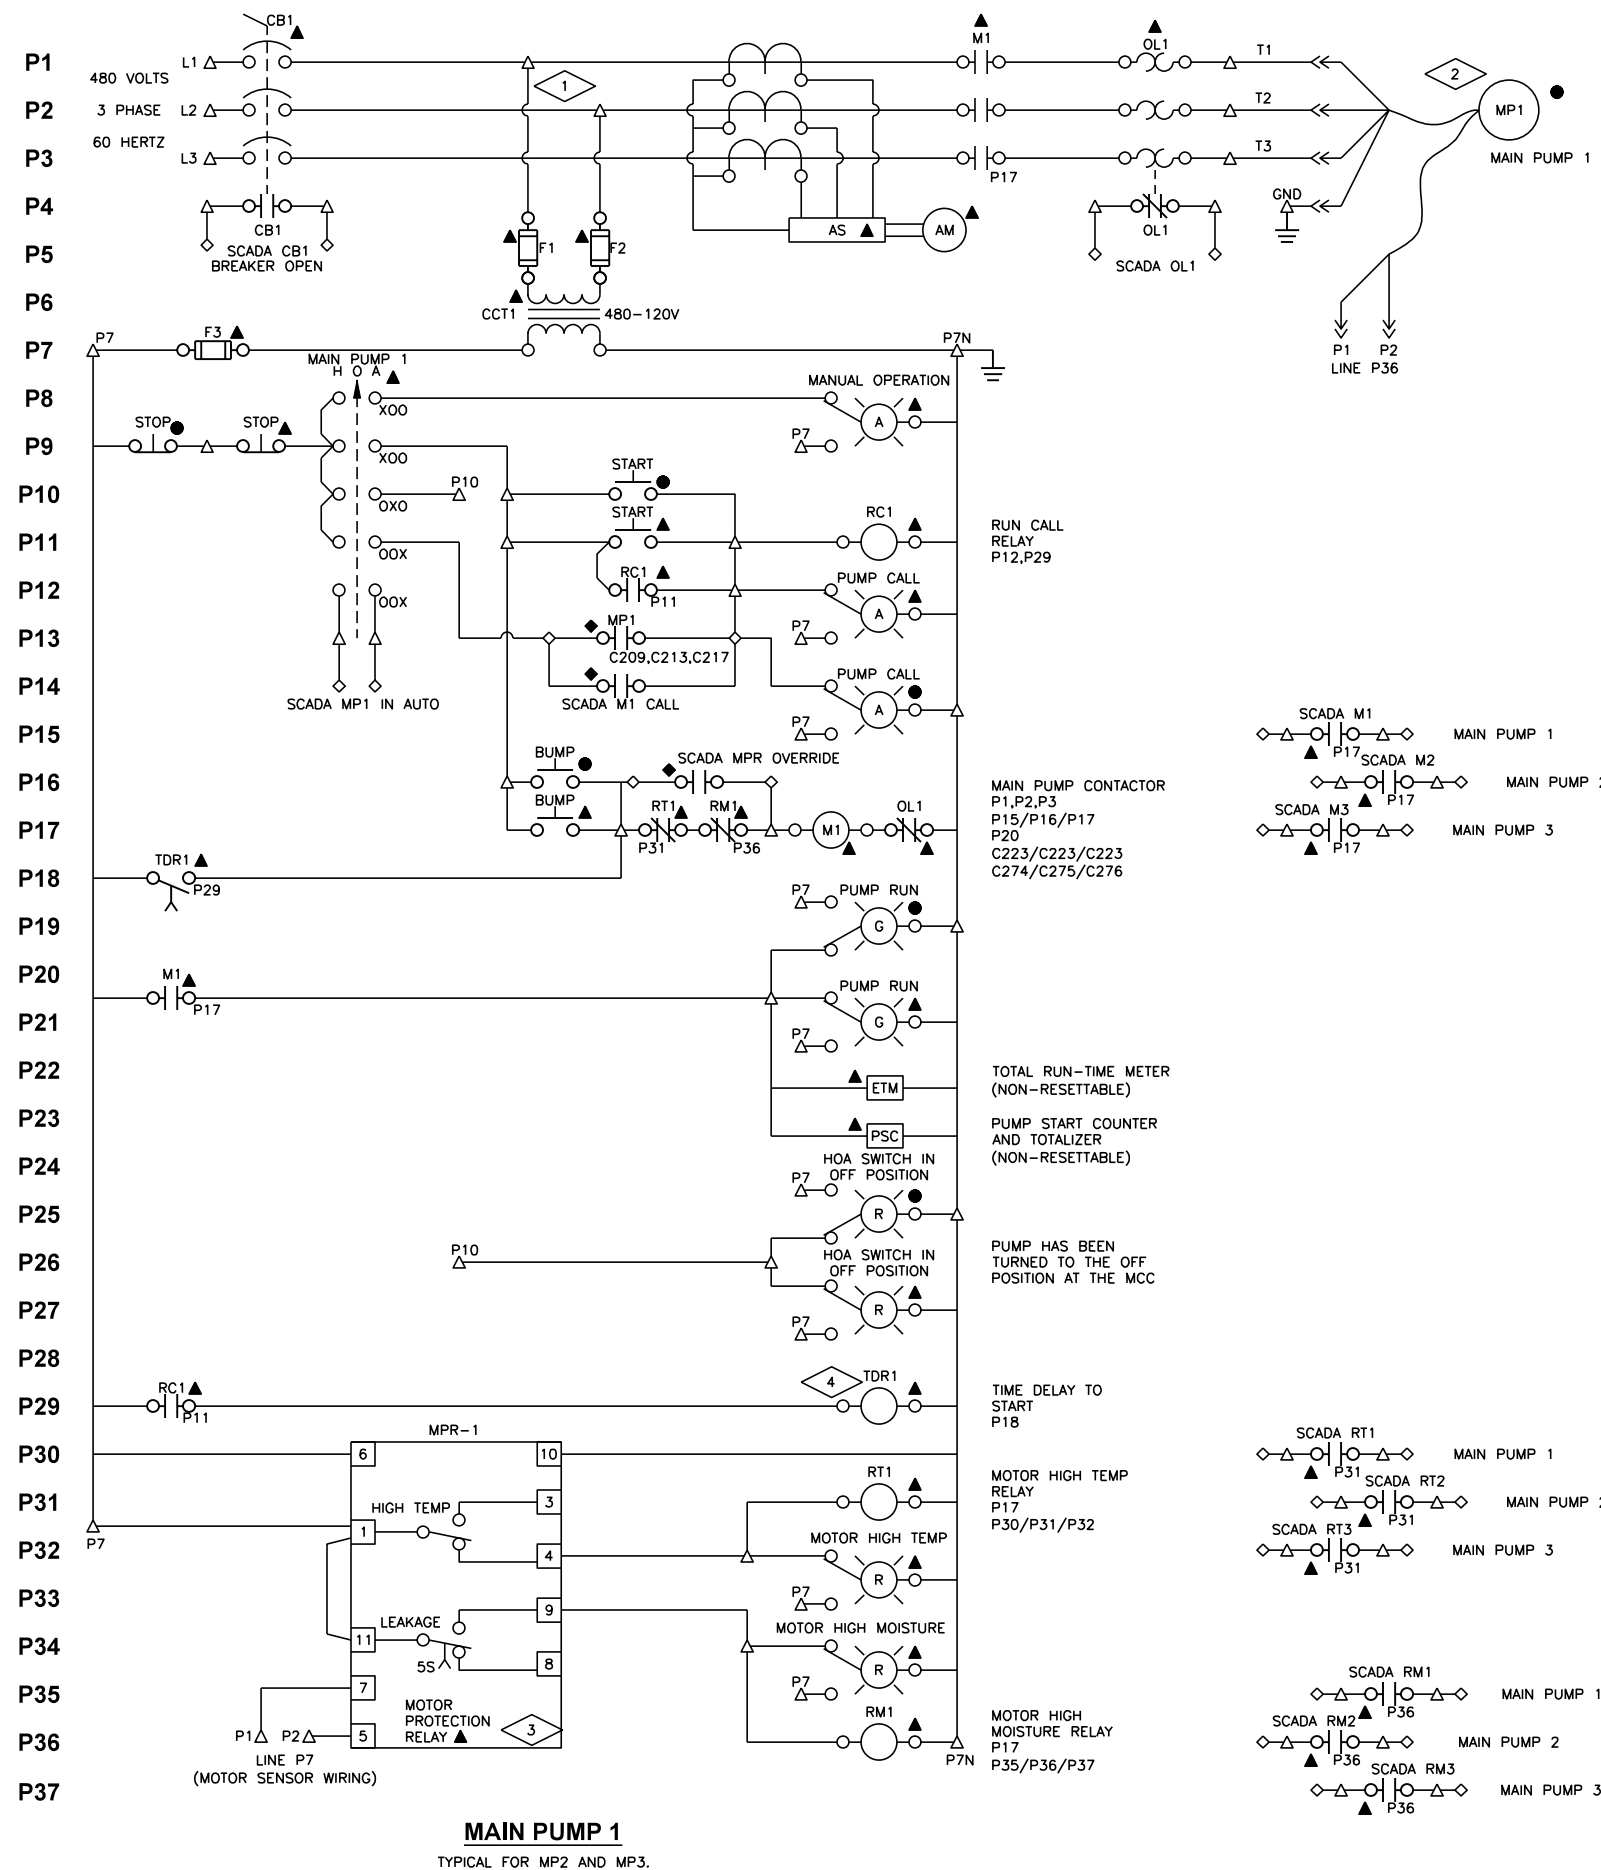 CB1
M1
OL1
P1
L1
T1
1
2
480 VOLTS
P2
3 PHASE
L2
T2
MP1
60 HERTZ
P3
L3
T3
MAIN PUMP 1
P17
P4
GND
CB1
AS
AM
OL1
SCADA CB1
BREAKER OPEN
F1
F2
P5
SCADA OL1
P6
CCT1
480-120V
P7
P7
F3
P7N
P1
P2
LINE P36
MAIN PUMP 1
H O A
P8
MANUAL OPERATION
XOO
A
P9
STOP
STOP
XOO
P7
P10
P10
START
OXO
P11
START
RC1
RUN CALL
RELAY
P12,P29
OOX
P12
RC1
P11
PUMP CALL
OOX
A
P13
MP1
P7
C209,C213,C217
P14
SCADA MP1 IN AUTO
SCADA M1 CALL
PUMP CALL
A
P15
P7
SCADA M1
P17
MAIN PUMP 1
P16
BUMP
SCADA MPR OVERRIDE
MAIN PUMP CONTACTOR
P1,P2,P3
P15/P16/P17
P20
C223/C223/C223
C274/C275/C276
SCADA M2
P17
MAIN PUMP 2
P17
BUMP
RT1
P31
RM1
P36
M1
OL1
SCADA M3
P17
MAIN PUMP 3
P18
TDR1
P29
P7
PUMP RUN
P19
G
P20
M1
P17
PUMP RUN
P21
G
P7
P22
ETM
TOTAL RUN-TIME METER
(NON-RESETTABLE)
P23
PSC
PUMP START COUNTER
AND TOTALIZER
(NON-RESETTABLE)
P24
HOA SWITCH IN
OFF POSITION
P7
P25
R
P26
P10
HOA SWITCH IN
OFF POSITION
PUMP HAS BEEN
TURNED TO THE OFF
POSITION AT THE MCC
P27
R
P7
P28
P29
RC1
P11
4
TDR1
TIME DELAY TO
START
P18
MPR-1
P30
6
10
SCADA RT1
P31
MAIN PUMP 1
P31
HIGH TEMP
3
RT1
MOTOR HIGH TEMP
RELAY
P17
P30/P31/P32
SCADA RT2
P31
MAIN PUMP 2
P7
1
P32
4
MOTOR HIGH TEMP
R
SCADA RT3
P31
MAIN PUMP 3
P33
P7
9
LEAKAGE
MOTOR HIGH MOISTURE
P34
11
5S
8
R
P35
7
P7
SCADA RM1
P36
MAIN PUMP 1
MOTOR
PROTECTION
RELAY
3
RM1
MOTOR HIGH
MOISTURE RELAY
P17
P35/P36/P37
P36
P1
P2
5
P7N
SCADA RM2
P36
MAIN PUMP 2
LINE P7
(MOTOR SENSOR WIRING)
P37
SCADA RM3
P36
MAIN PUMP 3
MAIN PUMP 1
TYPICAL FOR MP2 AND MP3.